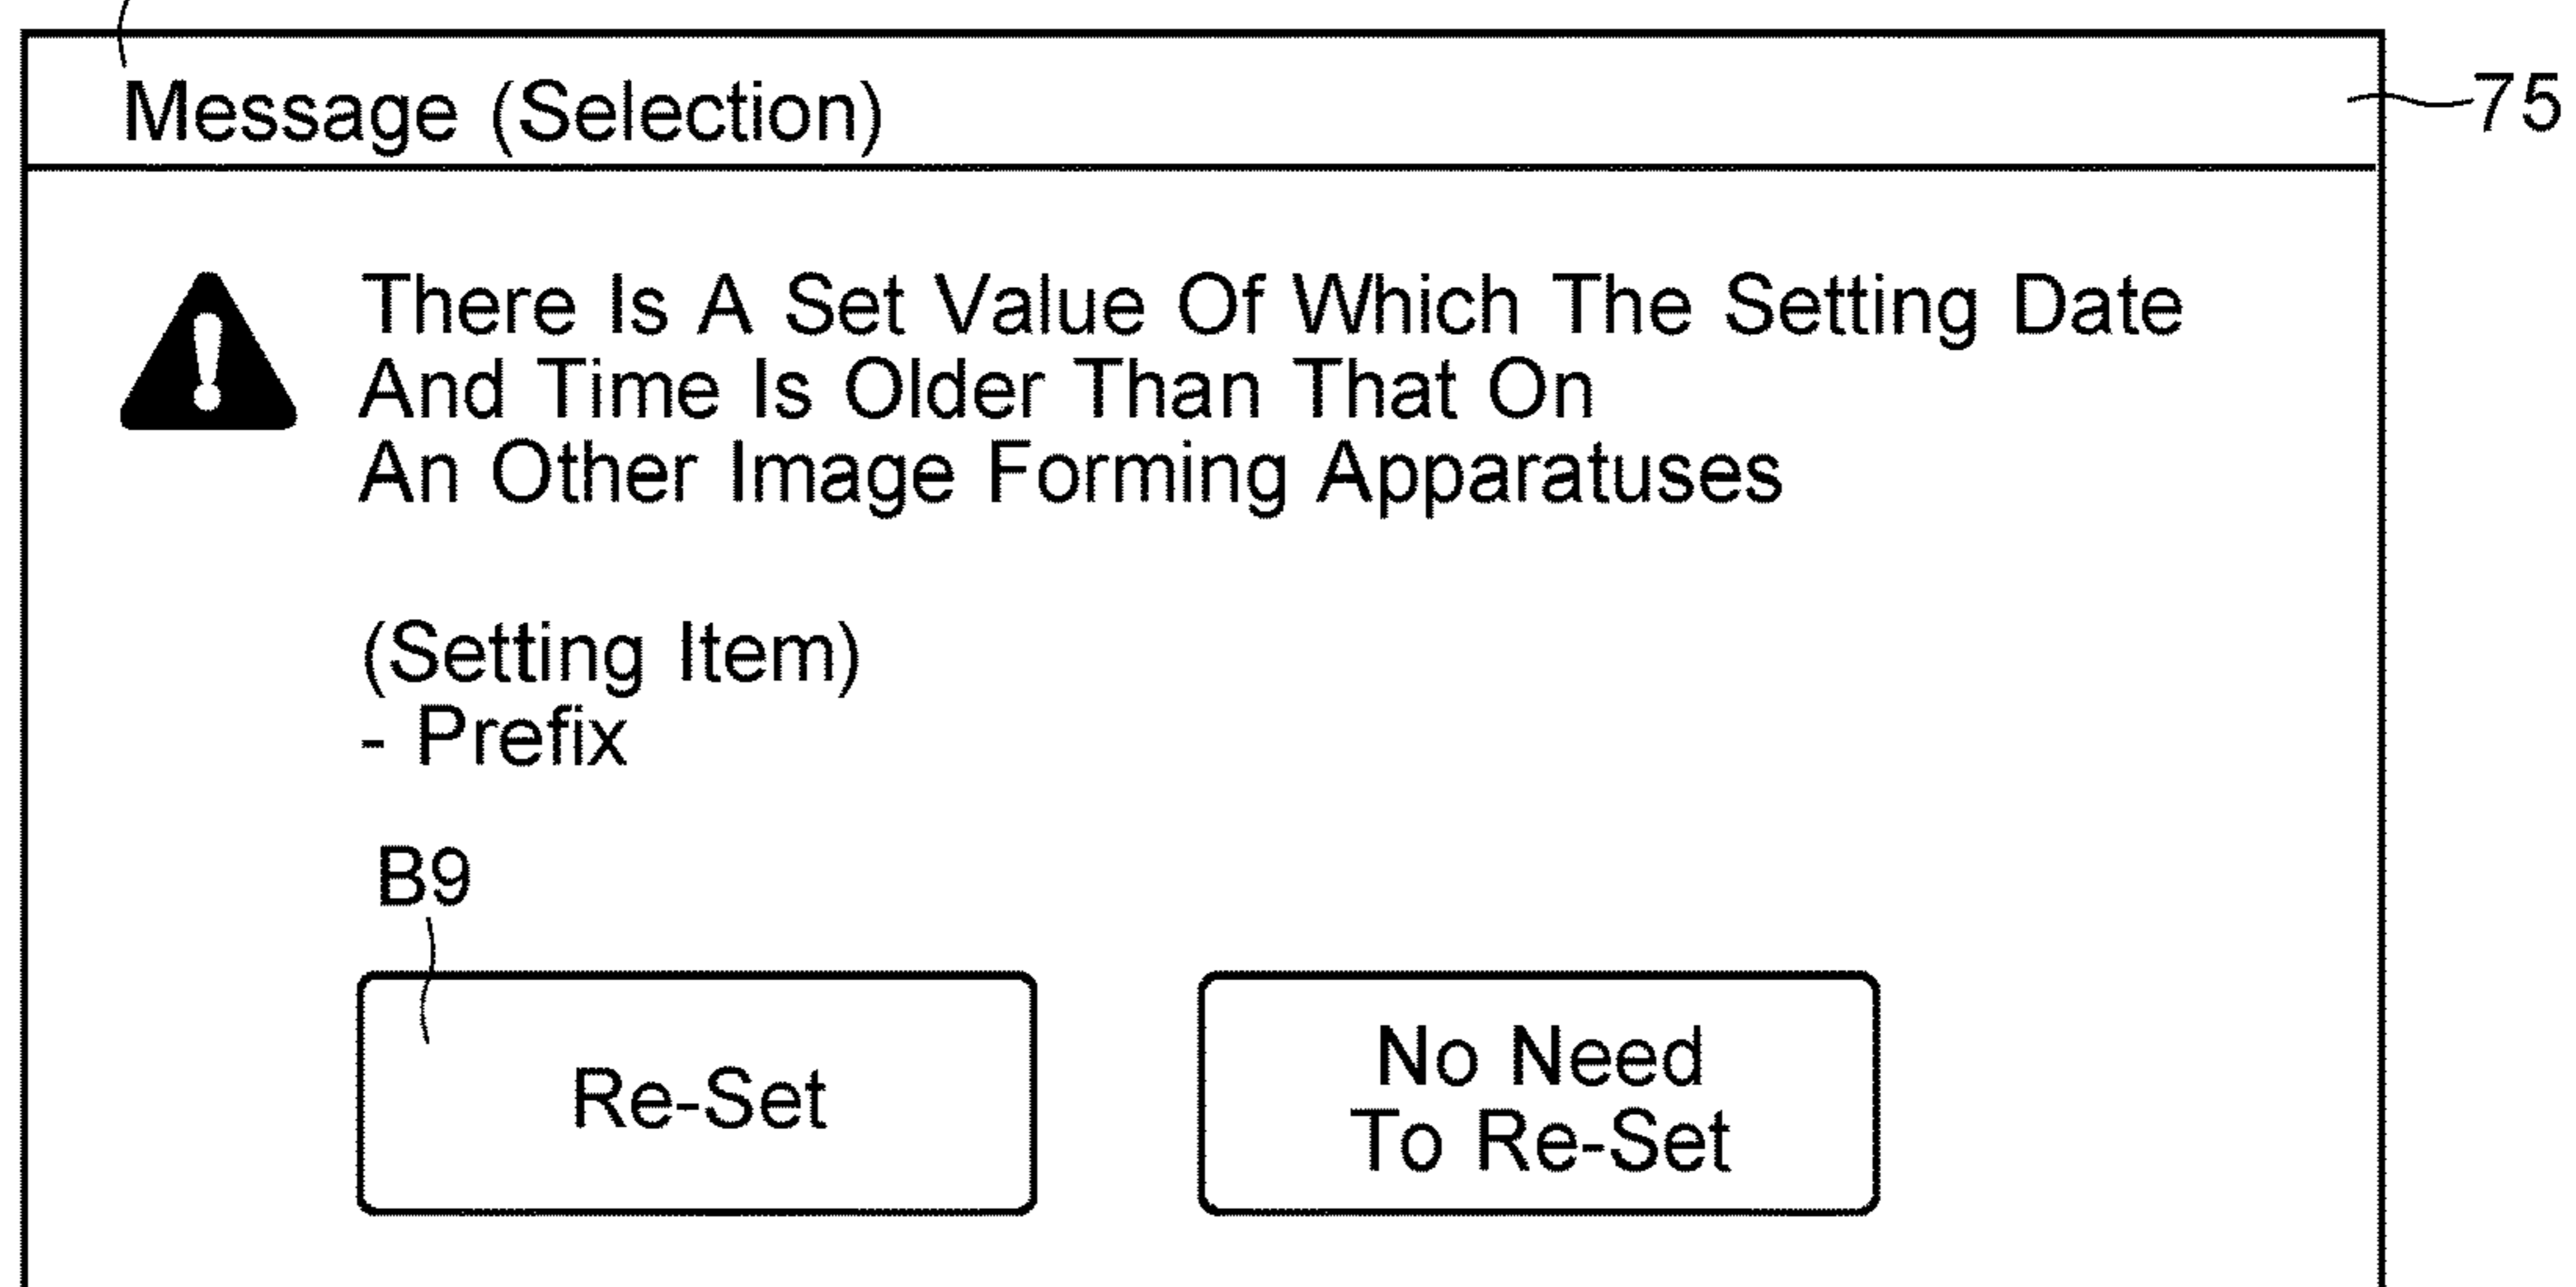 Message (Selection)
75
There Is A Set Value Of Which The Setting Date
And Time Is Older Than That On
An Other Image Forming Apparatuses
(Setting Item)
- Prefix
B9
Re-Set
No Need
To Re-Set